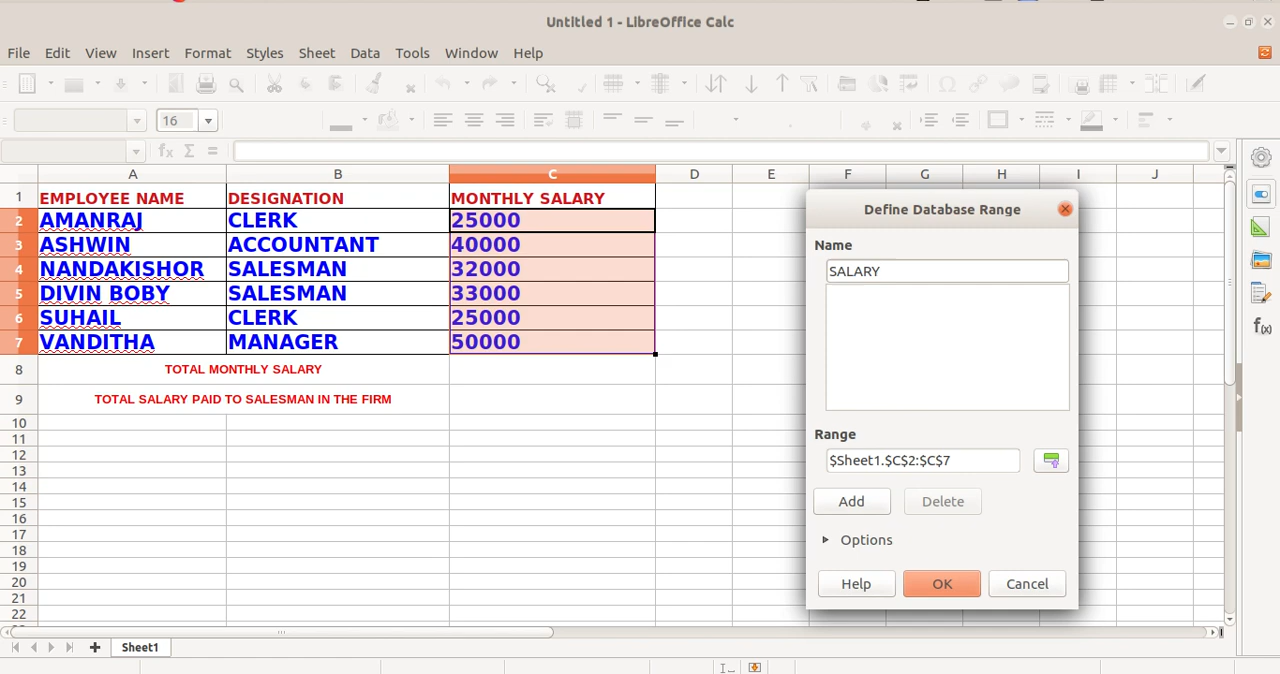 Untitled 1 - LibreOffice Calc
File Edit View Insert Format Styles Sheet Data Tools Window Help
16
A B C D E F G H I J
1 EMPLOYEE NAME DESIGNATION MONTHLY SALARY
2 AMANRAJ CLERK 25000
3 ASHWIN ACCOUNTANT 40000
4 NANDAKISHOR SALESMAN 32000
5 DIVIN BOBY SALESMAN 33000
6 SUHAIL CLERK 25000
7 VANDITHA MANAGER 50000
8 TOTAL MONTHLY SALARY
9 TOTAL SALARY PAID TO SALESMAN IN THE FIRM
10
11
12
13
14
15
16
17
18
19
20
21
22
Sheet1
Define Database Range
Name
SALARY
Range
$Sheet1.$C$2:$C$7
Add Delete
Options
Help OK Cancel